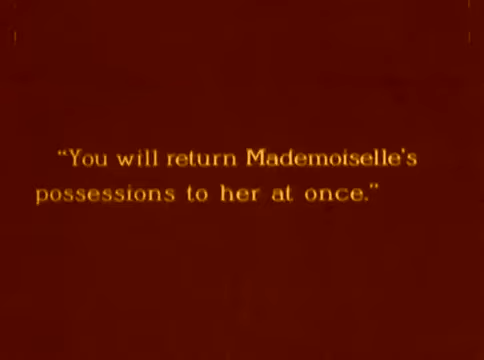 “You will return Mademoiselle's
possessions to her at once.”